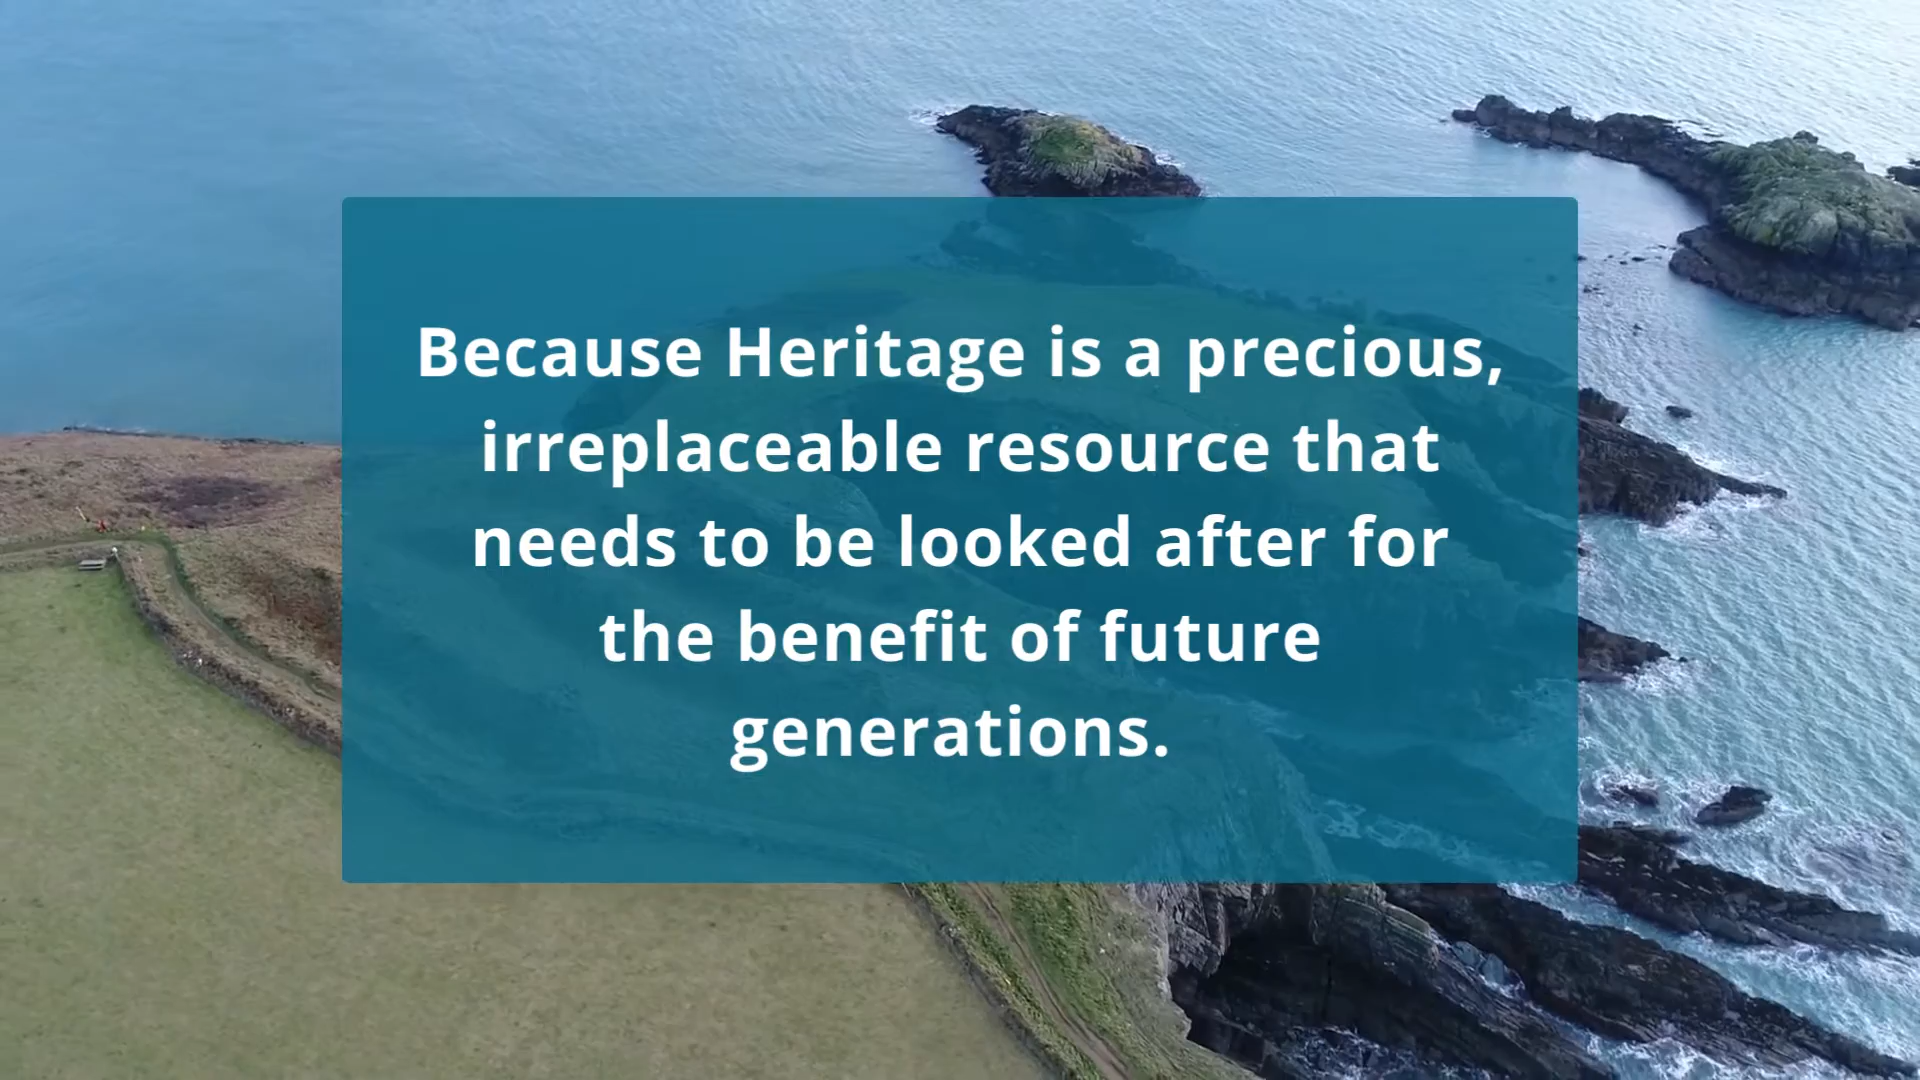 Because Heritage is a precious,
irreplaceable resource that
needs to be looked after for
the benefit of future
generations.